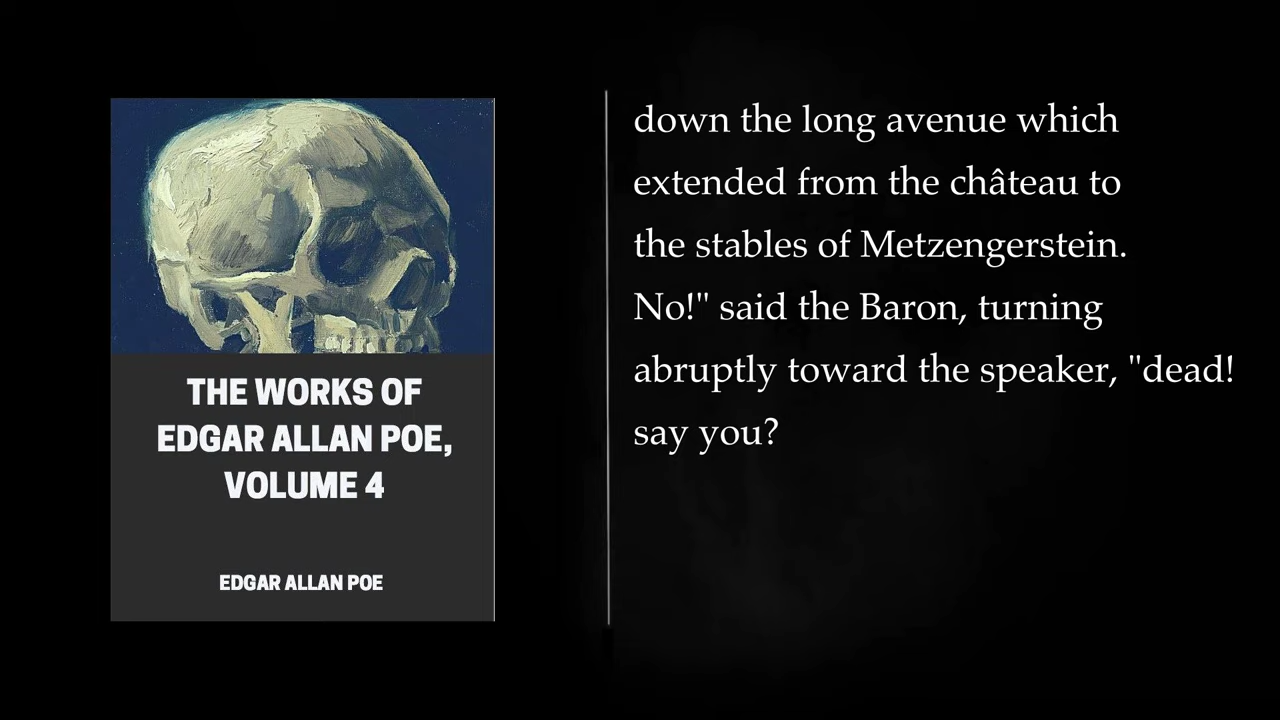 THE WORKS OF
EDGAR ALLAN POE,
VOLUME 4
EDGAR ALLAN POE
down the long avenue which
extended from the château to
the stables of Metzengerstein.
No!" said the Baron, turning
abruptly toward the speaker, "dead!
say you?